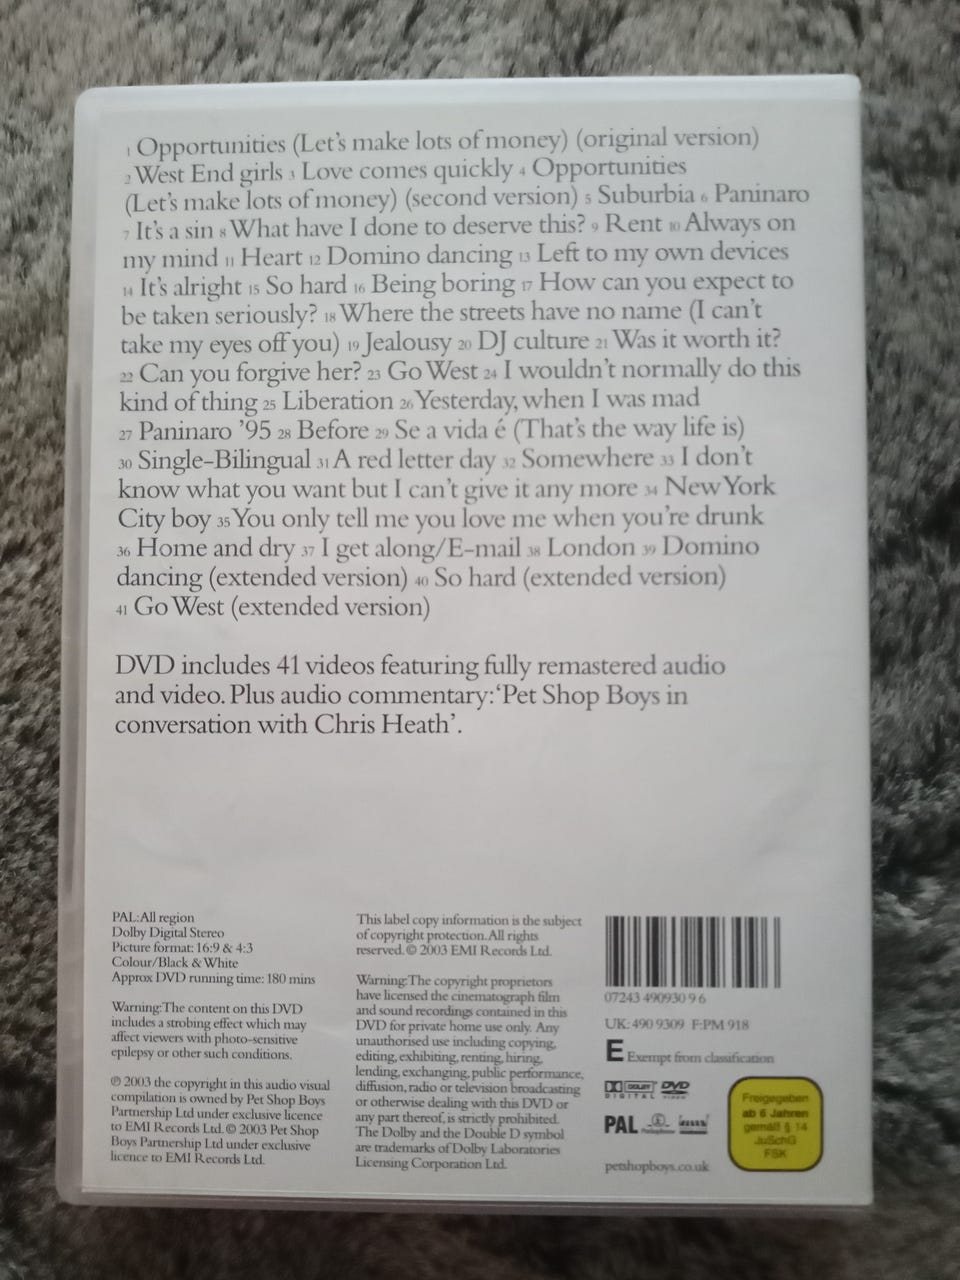 1 Opportunities (Let's make lots of money) (original version)
2 West End girls 3 Love comes quickly 4 Opportunities
(Let's make lots of money) (second version) 5 Suburbia 6 Paninaro
7 It's a sin 8 What have I done to deserve this? 9 Rent 10 Always on
my mind 11 Heart 12 Domino dancing 13 Left to my own devices
14 It's alright 15 So hard 16 Being boring 17 How can you expect to
be taken seriously? 18 Where the streets have no name (I can't
take my eyes off you) 19 Jealousy 20 DJ culture 21 Was it worth it?
22 Can you forgive her? 23 Go West 24 I wouldn't normally do this
kind of thing 25 Liberation 26 Yesterday, when I was mad
27 Paninaro '95 28 Before 29 Se a vida é (That's the way life is)
30 Single-Bilingual 31 A red letter day 32 Somewhere 33 I don't
know what you want but I can't give it any more 34 New York
City boy 35 You only tell me you love me when you're drunk
36 Home and dry 37 I get along/E-mail 38 London 39 Domino
dancing (extended version) 40 So hard (extended version)
41 Go West (extended version)
DVD includes 41 videos featuring fully remastered audio
and video. Plus audio commentary: 'Pet Shop Boys in
conversation with Chris Heath'.
PAL: All region
Dolby Digital Stereo
Picture format: 16:9 & 4:3
Colour/Black & White
Approx DVD running time: 180 mins
Warning: The content on this DVD
includes a strobing effect which may
affect viewers with photo-sensitive
epilepsy or other such conditions.
℗ 2003 the copyright in this audio visual
compilation is owned by Pet Shop Boys
Partnership Ltd under exclusive licence
to EMI Records Ltd. © 2003 Pet Shop
Boys Partnership Ltd under exclusive
licence to EMI Records Ltd.
This label copy information is the subject
of copyright protection. All rights
reserved. © 2003 EMI Records Ltd.
Warning: The copyright proprietors
have licensed the cinematograph film
and sound recordings contained in this
DVD for private home use only. Any
unauthorised use including copying,
editing, exhibiting, renting, hiring,
lending, exchanging, public performance,
diffusion, radio or television broadcasting
or otherwise dealing with this DVD or
any part thereof, is strictly prohibited.
The Dolby and the Double D symbol
are trademarks of Dolby Laboratories
Licensing Corporation Ltd.
07243 490930 9 6
UK: 490 9309 F: PM 918
E Exempt from classification
DOLBY DIGITAL DVD VIDEO
PAL Parlophone
petshopboys.co.uk
Freigegeben
ab 6 Jahren
gemäß § 14
JuSchG
FSK